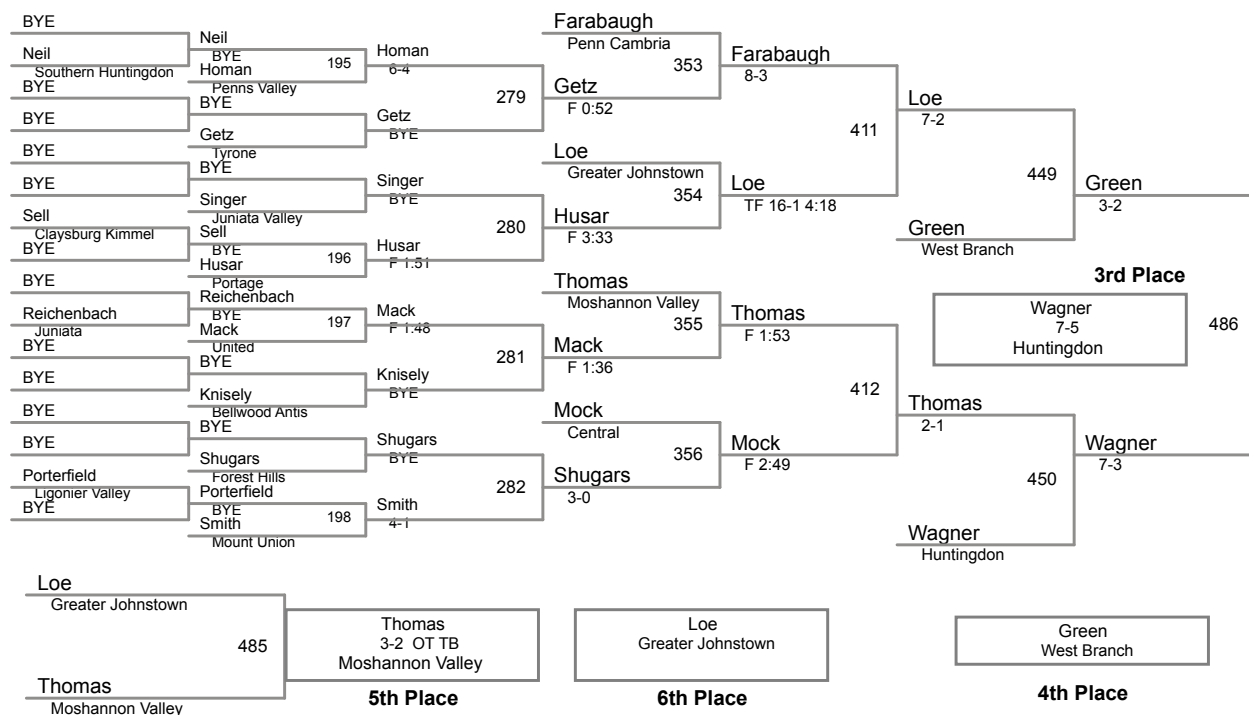 BYE
Neil
Southern Huntingdon
BYE
BYE
BYE
BYE
Sell
Claysburg Kimmel
BYE
BYE
Reichenbach
Juniata
BYE
BYE
BYE
BYE
Porterfield
Ligonier Valley
BYE
Neil
BYE
195
Homan
Penns Valley
BYE
Getz
Tyrone
BYE
Singer
Juniata Valley
Sell
BYE
196
Husar
Portage
Reichenbach
BYE
197
Mack
United
BYE
Knisely
Bellwood Antis
BYE
Shugars
Forest Hills
Porterfield
BYE
198
Smith
Mount Union
Homan
6-4
279
Getz
BYE
Singer
BYE
280
Husar
F 1:51
Mack
F 1:48
281
Knisely
BYE
Shugars
BYE
282
Smith
4-1
Farabaugh
Penn Cambria
353
Getz
F 0:52
Loe
Greater Johnstown
354
Husar
F 3:33
Thomas
Moshannon Valley
355
Mack
F 1:36
Mock
Central
356
Shugars
3-0
Farabaugh
8-3
411
Loe
TF 16-1 4:18
Thomas
F 1:53
412
Mock
F 2:49
Loe
7-2
449
Green
West Branch
Thomas
2-1
450
Wagner
Huntingdon
Green
3-2
3rd Place
Wagner
7-5
Huntingdon
486
Wagner
7-3
Loe
Greater Johnstown
485
Thomas
Moshannon Valley
Thomas
3-2 OT TB
Moshannon Valley
5th Place
Loe
Greater Johnstown
6th Place
Green
West Branch
4th Place